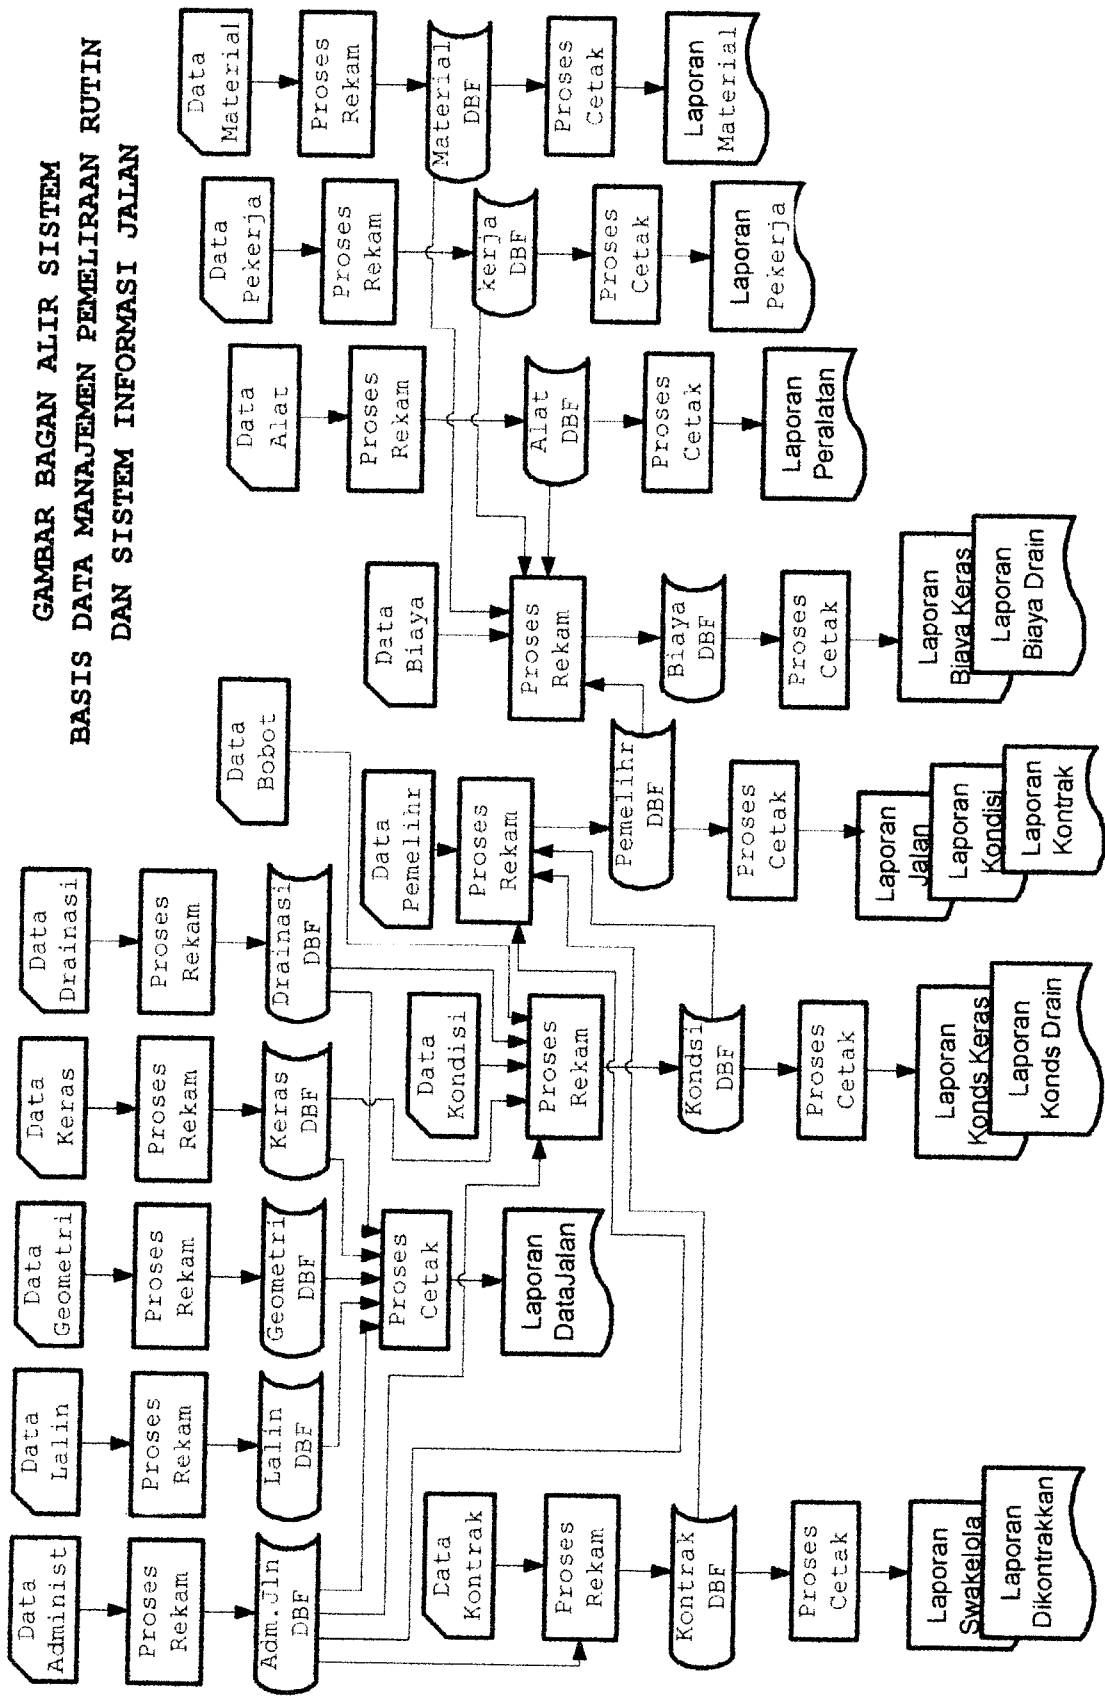 GAMBAR BAGAN ALIR SISTEM
BASIS DATA MANAJEMEN PEMELIRAAN RUTIN
DAN SISTEM INFORMASI JALAN
Data
Administ
Proses
Rekam
Adm.Jln
DBF
Data
Lalin
Proses
Rekam
Lalin
DBF
Data
Geometri
Proses
Rekam
Geometri
DBF
Data
Keras
Proses
Rekam
Keras
DBF
Data
Drainasi
Proses
Rekam
Drainasi
DBF
Proses
Cetak
Laporan
DataJalan
Data
Kontrak
Proses
Rekam
Kontrak
DBF
Proses
Cetak
Laporan
Swakelola
Laporan
Dikontrakkan
Data
Kondisi
Proses
Rekam
Kondsi
DBF
Proses
Cetak
Laporan
Konds Keras
Laporan
Konds Drain
Data
Bobot
Data
Pemelihr
Proses
Rekam
Pemelihr
DBF
Proses
Cetak
Laporan
Jalan
Laporan
Kondisi
Laporan
Kontrak
Data
Biaya
Proses
Rekam
Biaya
DBF
Proses
Cetak
Laporan
Biaya Keras
Laporan
Biaya Drain
Data
Alat
Proses
Rekam
Alat
DBF
Proses
Cetak
Laporan
Peralatan
Data
Pekerja
Proses
Rekam
kerja
DBF
Proses
Cetak
Laporan
Pekerja
Data
Material
Proses
Rekam
Material
DBF
Proses
Cetak
Laporan
Material